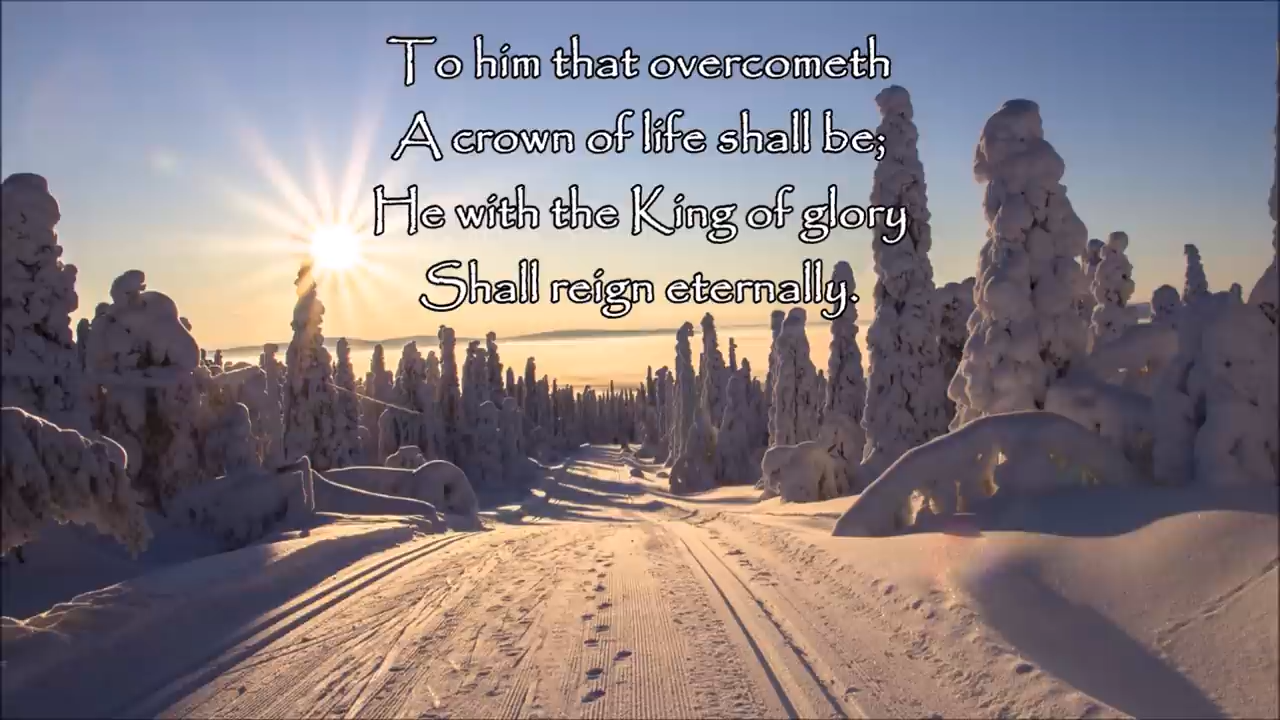 To him that overcometh
A crown of life shall be;
He with the King of glory
Shall reign eternally.